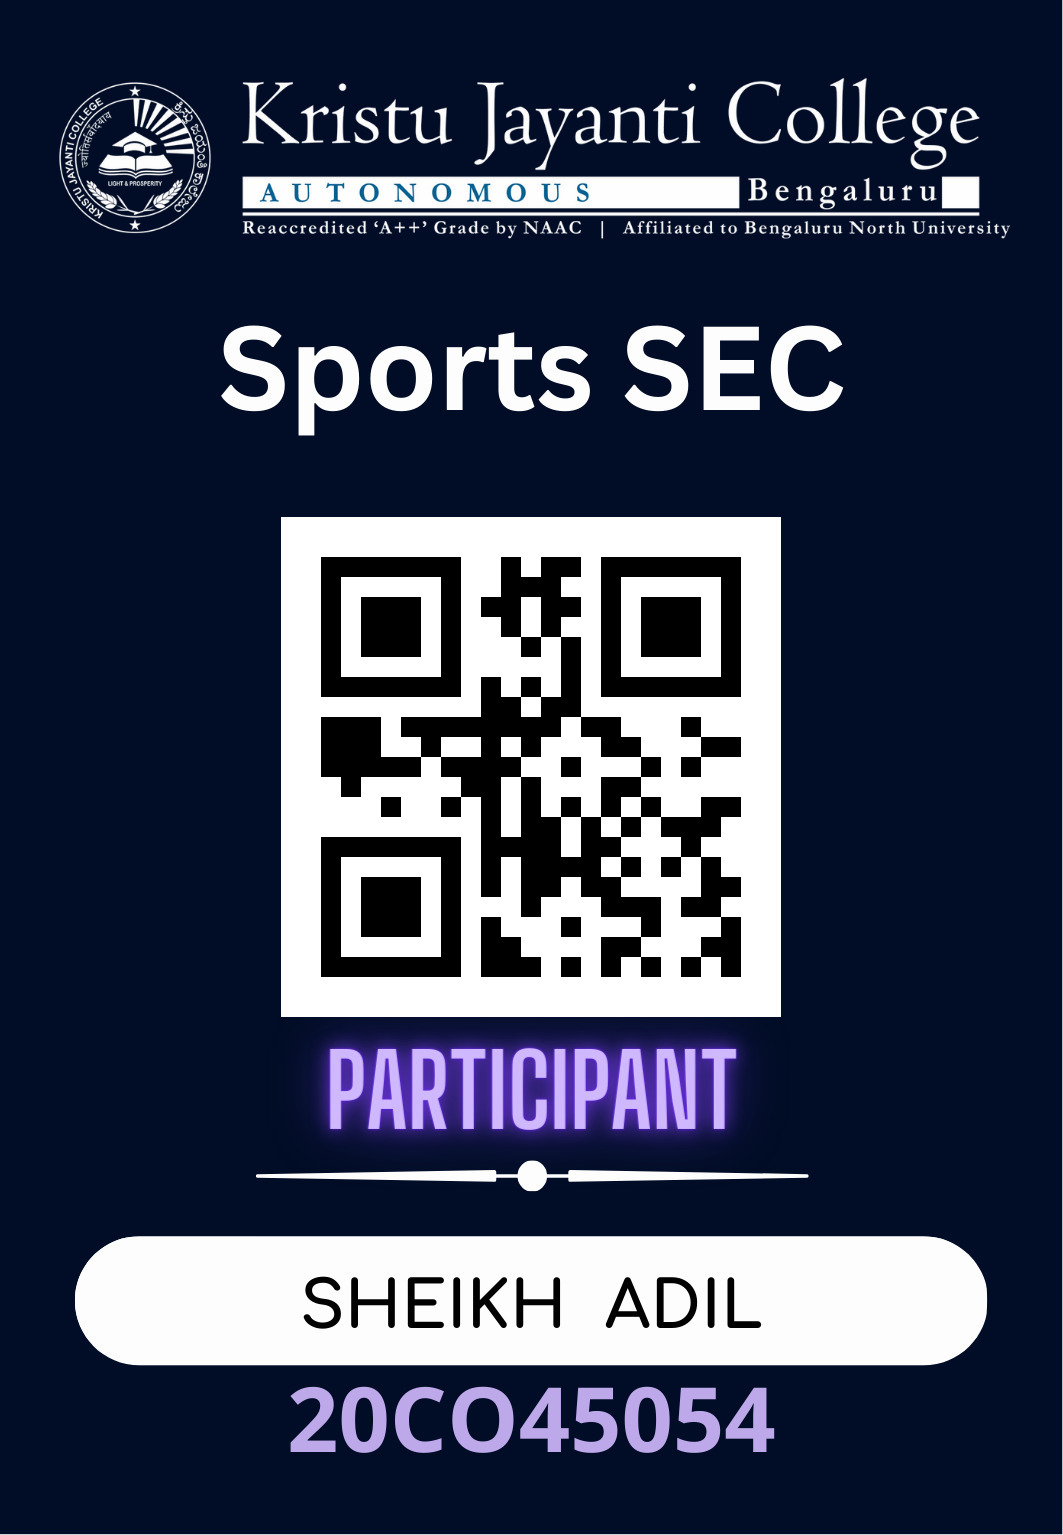 Kristu Jayanti College
AUTONOMOUS Bengaluru
Reaccredited ‘A++’ Grade by NAAC | Affiliated to Bengaluru North University
KRISTU JAYANTI COLLEGE
LIGHT & PROSPERITY
Sports SEC
PARTICIPANT
SHEIKH ADIL
20CO45054